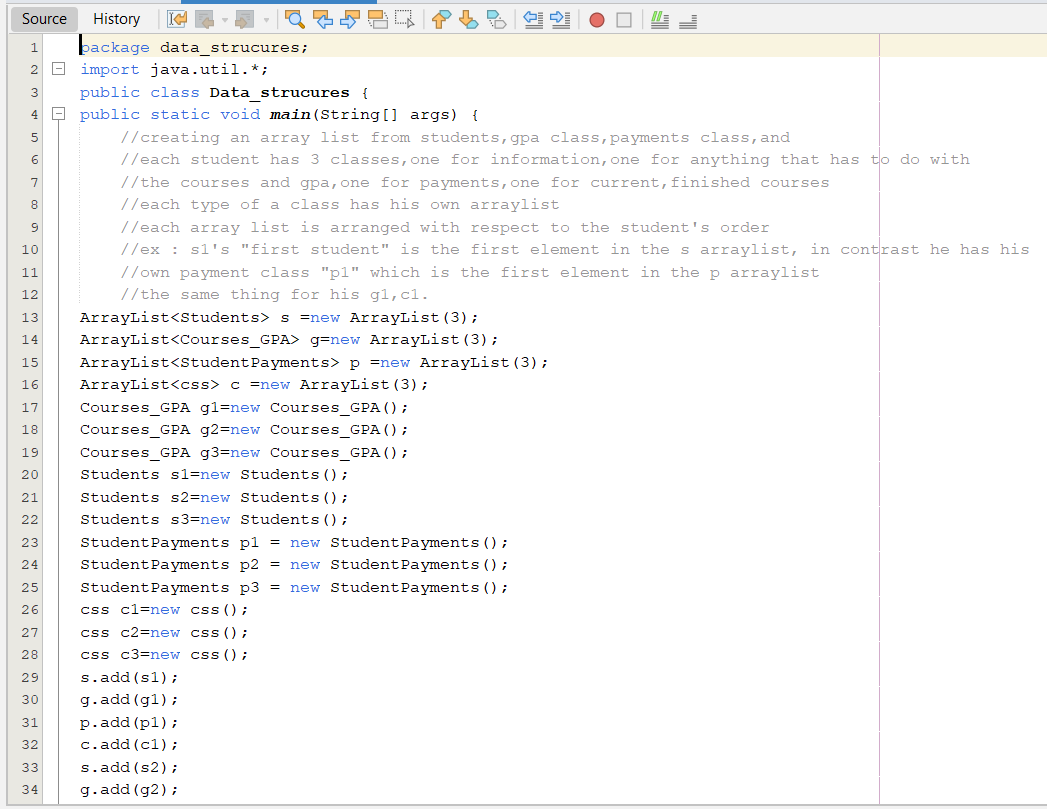 Source History
1 package data_strucures;
2 import java.util.*;
3 public class Data_strucures {
4 public static void main(String[] args) {
5 //creating an array list from students,gpa class,payments class,and
6 //each student has 3 classes,one for information,one for anything that has to do with
7 //the courses and gpa,one for payments,one for current,finished courses
8 //each type of a class has his own arraylist
9 //each array list is arranged with respect to the student's order
10 //ex : s1's "first student" is the first element in the s arraylist, in contrast he has his
11 //own payment class "p1" which is the first element in the p arraylist
12 //the same thing for his g1,c1.
13 ArrayList<Students> s =new ArrayList(3);
14 ArrayList<Courses_GPA> g=new ArrayList(3);
15 ArrayList<StudentPayments> p =new ArrayList(3);
16 ArrayList<css> c =new ArrayList(3);
17 Courses_GPA g1=new Courses_GPA();
18 Courses_GPA g2=new Courses_GPA();
19 Courses_GPA g3=new Courses_GPA();
20 Students s1=new Students();
21 Students s2=new Students();
22 Students s3=new Students();
23 StudentPayments p1 = new StudentPayments();
24 StudentPayments p2 = new StudentPayments();
25 StudentPayments p3 = new StudentPayments();
26 css c1=new css();
27 css c2=new css();
28 css c3=new css();
29 s.add(s1);
30 g.add(g1);
31 p.add(p1);
32 c.add(c1);
33 s.add(s2);
34 g.add(g2);